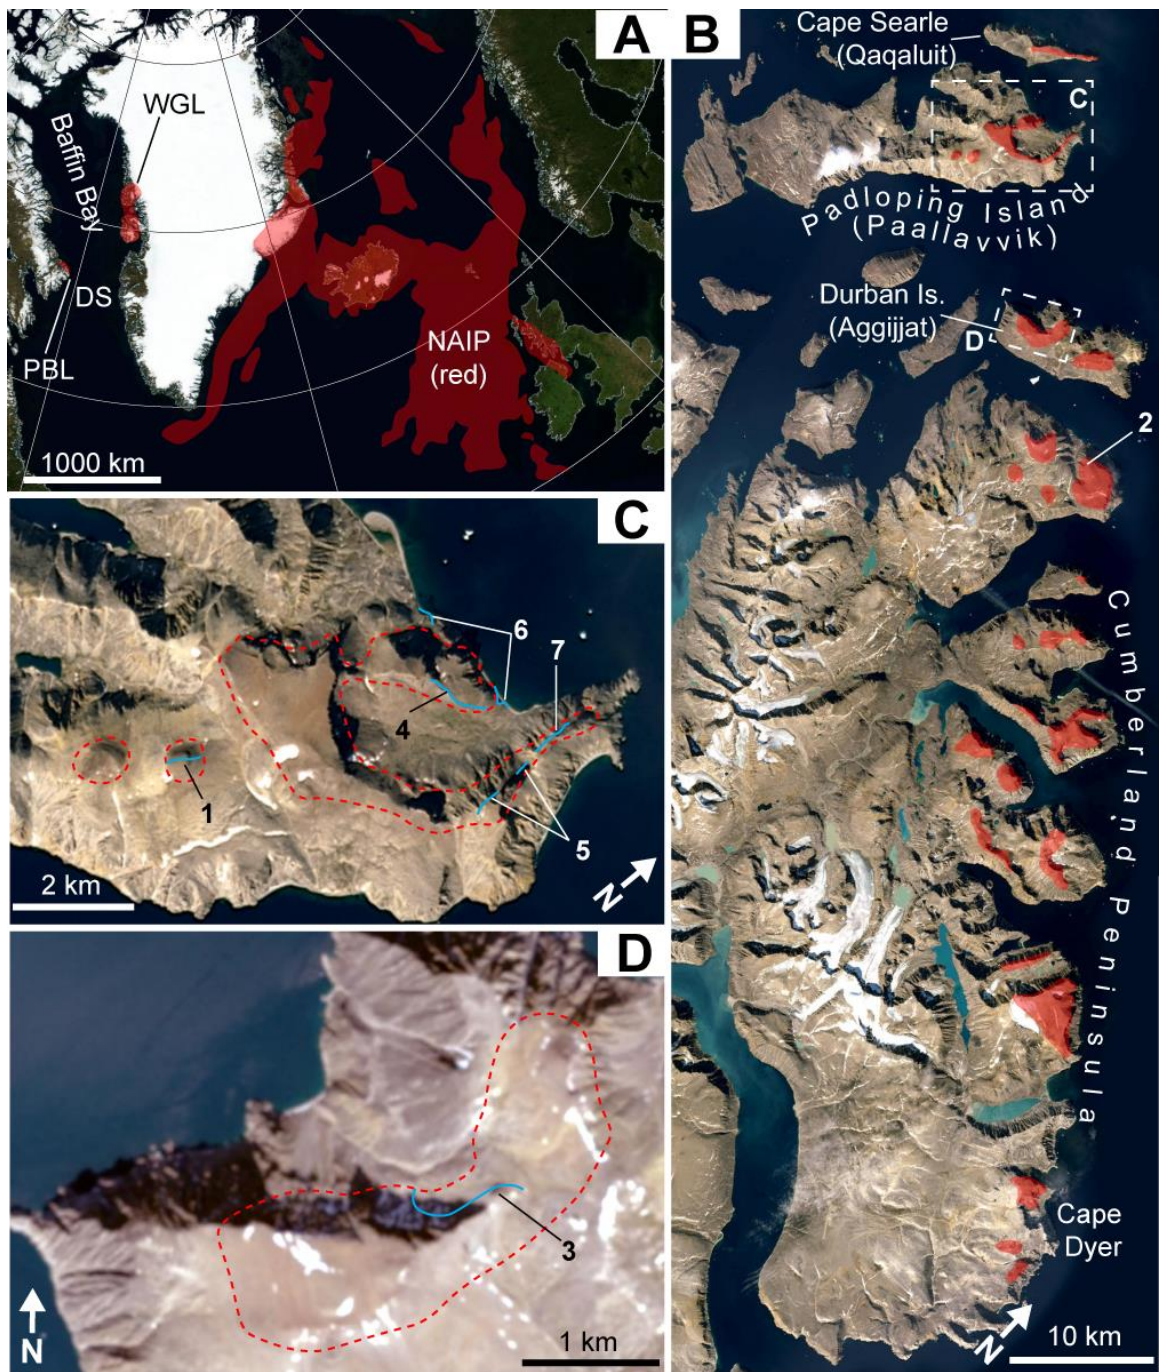 A
WGL
Baffin Bay
DS
PBL
NAIP
(red)
1000 km
B
Cape Searle
(Qaqaluit)
C
Padloping Island
(Paallavvik)
Durban Is.
(Aggijjat)
D
2
Cumberland Peninsula
Cape
Dyer
N
10 km
C
6
7
4
1
5
2 km
N
D
3
N
1 km